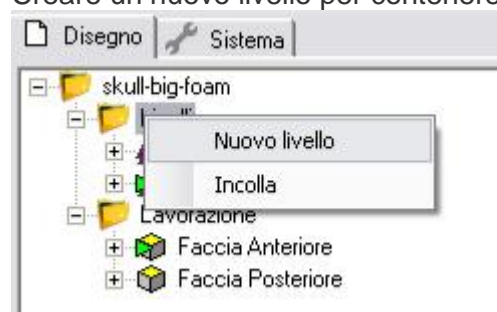 Creare un nuovo livello per contenere
Disegno Sistema
skull-big-foam
Nuovo livello
Incolla
Lavorazione
Faccia Anteriore
Faccia Posteriore